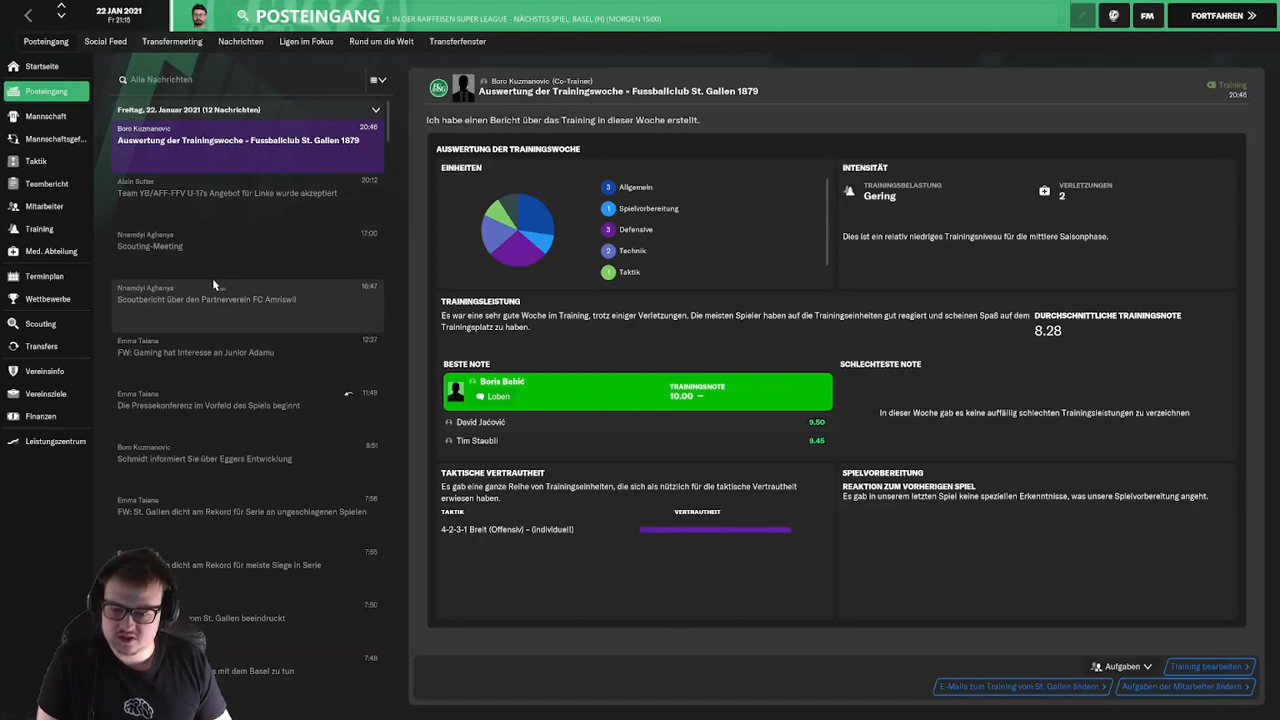 22 JAN 2021
Fr 21:15
POSTEINGANG
1. IN DER RAIFFEISEN SUPER LEAGUE - NÄCHSTES SPIEL: BASEL (H) (MORGEN 15:00)
FM
FORTFAHREN
Posteingang
Social Feed
Transfermeeting
Nachrichten
Ligen im Fokus
Rund um die Welt
Transferfenster
Startseite
Posteingang
Mannschaft
Mannschaftsgef...
Taktik
Teambericht
Mitarbeiter
Training
Med. Abteilung
Terminplan
Wettbewerbe
Scouting
Transfers
Vereinsinfo
Vereinsziele
Finanzen
Leistungszentrum
Alle Nachrichten
Freitag, 22. Januar 2021 (12 Nachrichten)
Boro Kuzmanovic
20:46
Auswertung der Trainingswoche - Fussballclub St. Gallen 1879
Alain Sutter
20:12
Team YB/AFF-FFV U-17s Angebot für Linke wurde akzeptiert
Nnamdyi Aghanya
17:00
Scouting-Meeting
Nnamdyi Aghanya
16:47
Scoutbericht über den Partnerverein FC Amriswil
Emma Taiana
12:27
FW: Gaming hat Interesse an Junior Adamu
Emma Taiana
11:49
Die Pressekonferenz im Vorfeld des Spiels beginnt
Boro Kuzmanovic
8:51
Schmidt informiert Sie über Eggers Entwicklung
Emma Taiana
7:56
FW: St. Gallen dicht am Rekord für Serie an ungeschlagenen Spielen
7:55
dicht am Rekord für meiste Siege in Serie
7:50
vom St. Gallen beeindruckt
7:48
mit dem Basel zu tun
Boro Kuzmanovic (Co-Trainer)
Auswertung der Trainingswoche - Fussballclub St. Gallen 1879
Training
20:46
Ich habe einen Bericht über das Training in dieser Woche erstellt.
AUSWERTUNG DER TRAININGSWOCHE
EINHEITEN
3 Allgemein
1 Spielvorbereitung
3 Defensive
2 Technik
1 Taktik
INTENSITÄT
TRAININGSBELASTUNG
Gering
VERLETZUNGEN
2
Dies ist ein relativ niedriges Trainingsniveau für die mittlere Saisonphase.
TRAININGSLEISTUNG
Es war eine sehr gute Woche im Training, trotz einiger Verletzungen. Die meisten Spieler haben auf die Trainingseinheiten gut reagiert und scheinen Spaß auf dem
Trainingsplatz zu haben.
DURCHSCHNITTLICHE TRAININGSNOTE
8.28
BESTE NOTE
Boris Babić
Loben
TRAININGSNOTE
10.00 –
David Jaćović
9.50
Tim Staubli
9.45
SCHLECHTESTE NOTE
In dieser Woche gab es keine auffällig schlechten Trainingsleistungen zu verzeichnen
TAKTISCHE VERTRAUTHEIT
Es gab eine ganze Reihe von Trainingseinheiten, die sich als nützlich für die taktische Vertrautheit
erwiesen haben.
TAKTIK
VERTRAUTHEIT
4-2-3-1 Breit (Offensiv) – (individuell)
SPIELVORBEREITUNG
REAKTION ZUM VORHERIGEN SPIEL
Es gab in unserem letzten Spiel keine speziellen Erkenntnisse, was unsere Spielvorbereitung angeht.
Aufgaben
Training bearbeiten
E-Mails zum Training vom St. Gallen ändern
Aufgaben der Mitarbeiter ändern